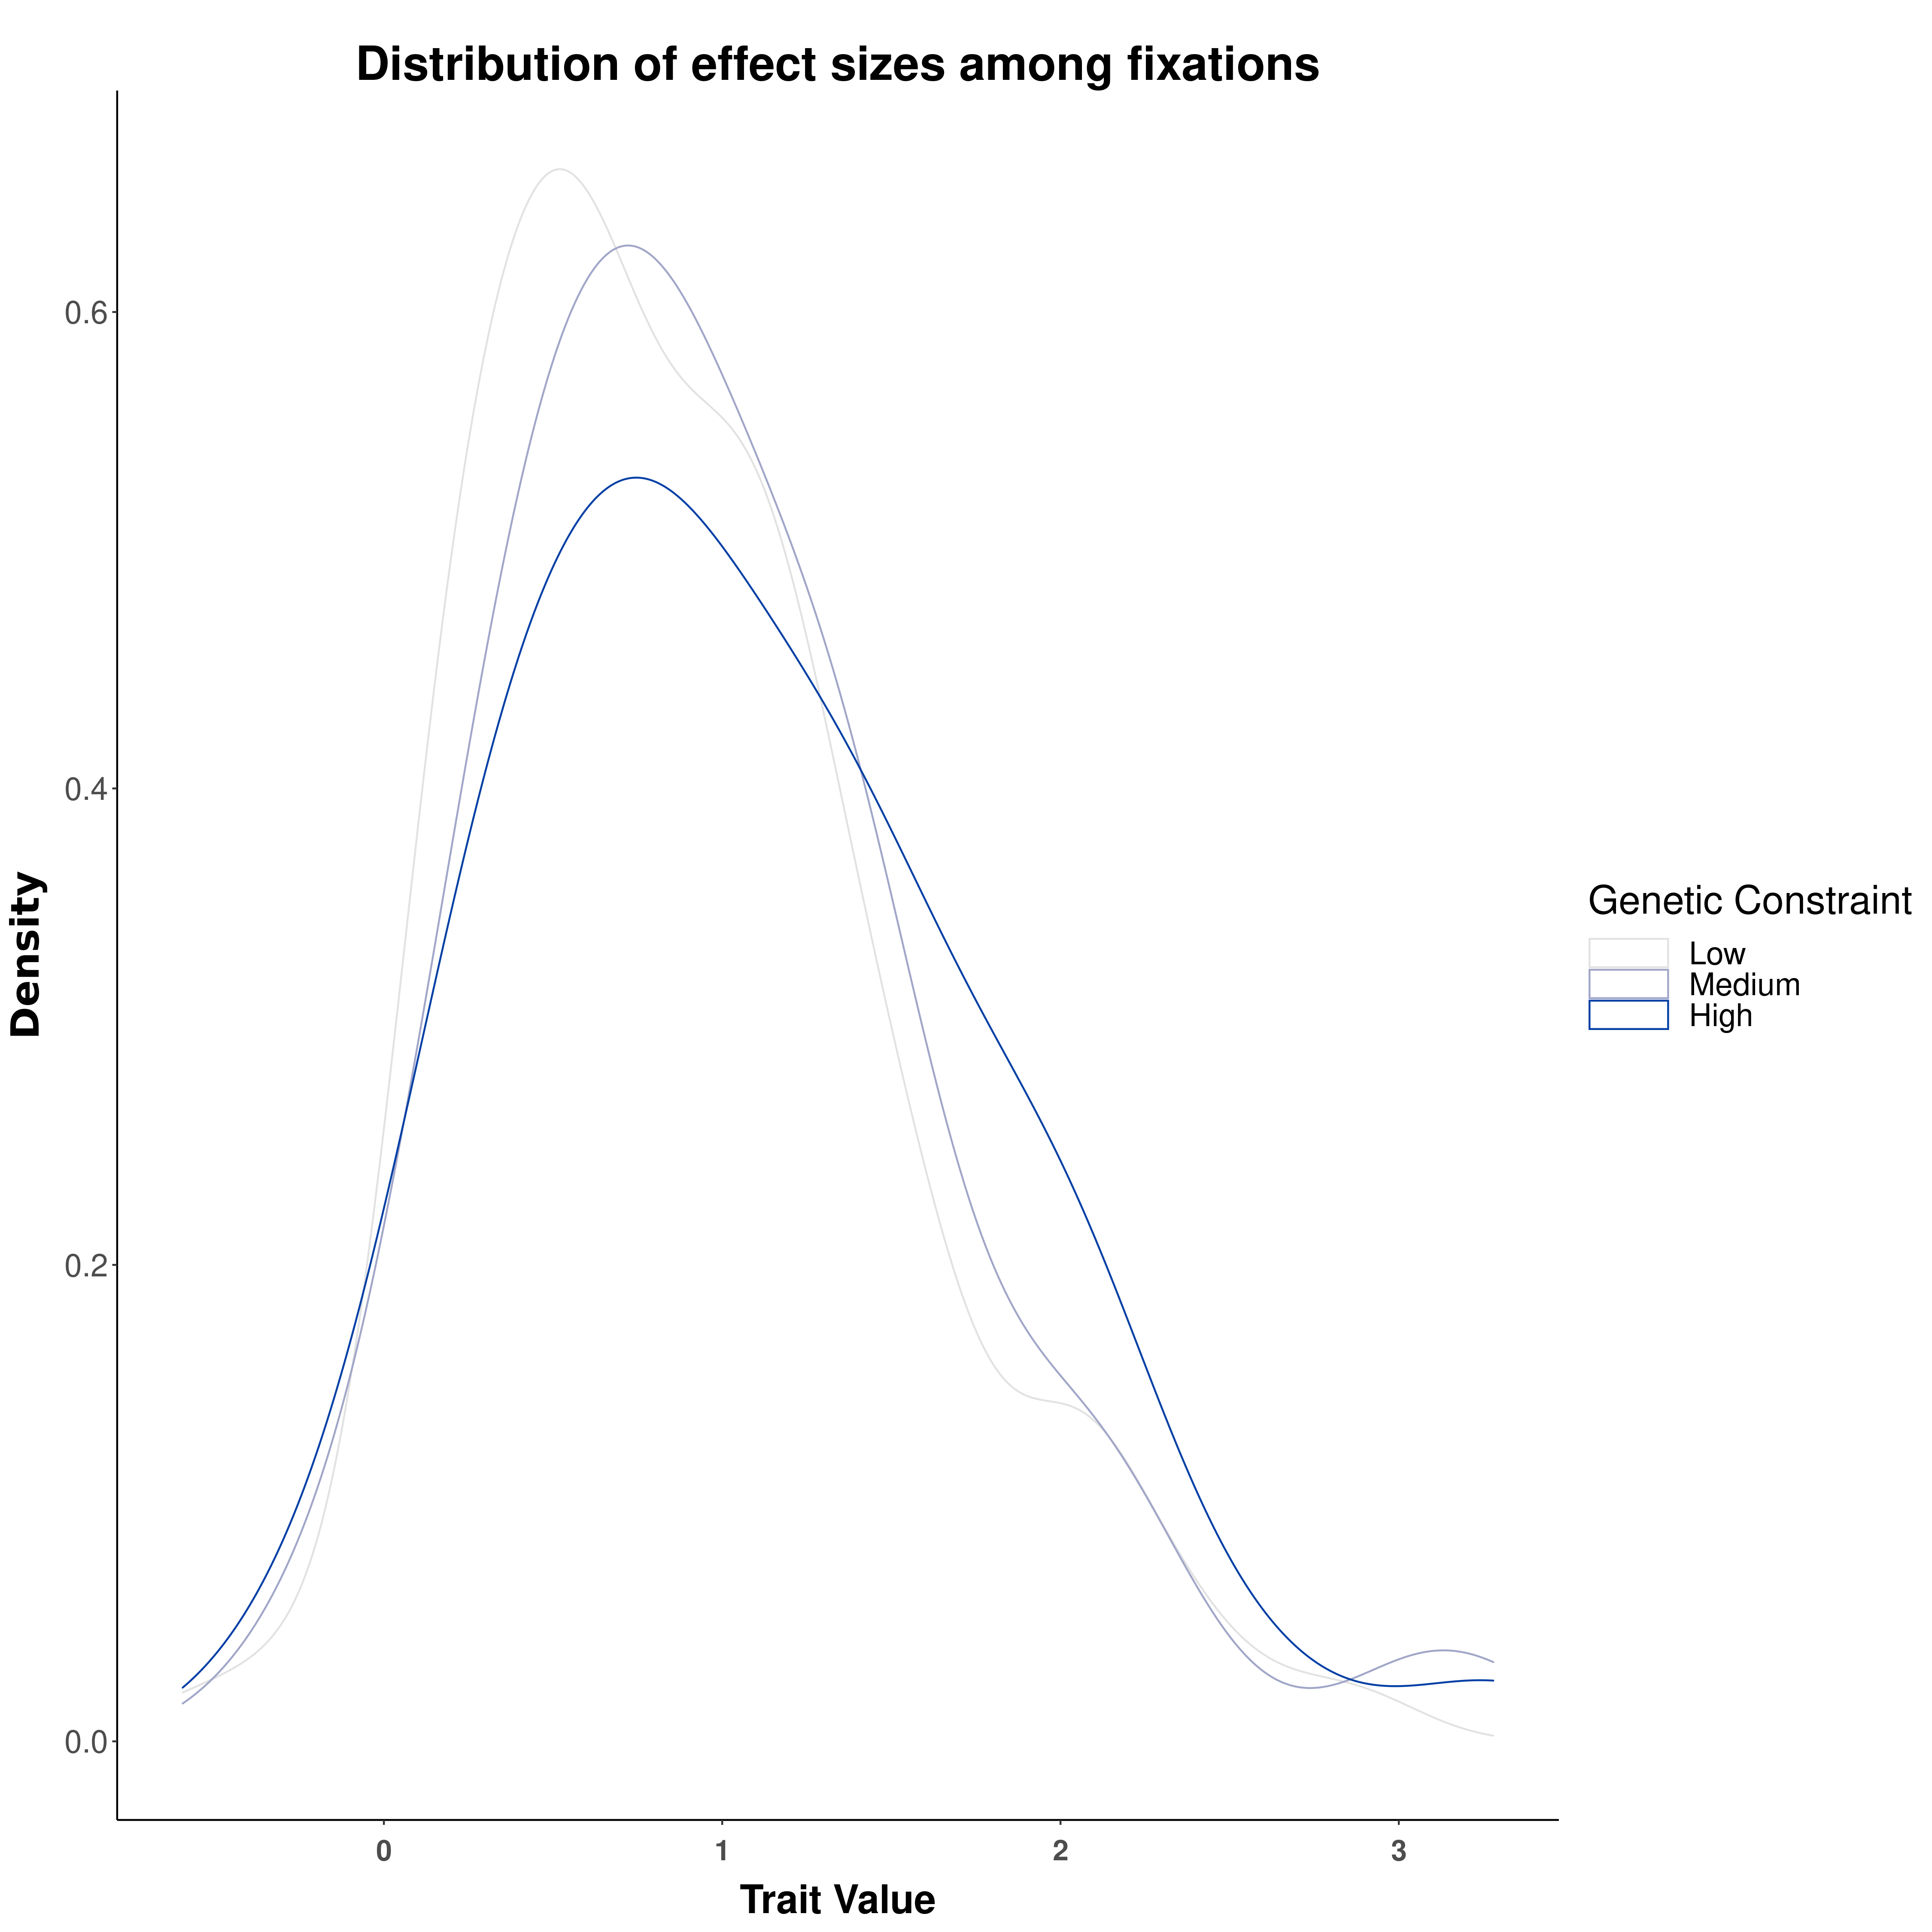 Distribution of effect sizes among fixations
0.6
0.4
0.2
0.0
Density
0 1 2 3
Trait Value
Genetic Constraint
Low
Medium
High